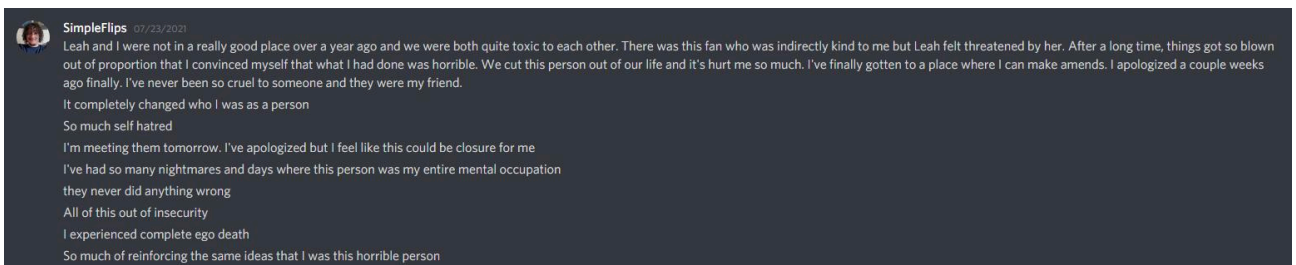 SimpleFlips 07/23/2021
Leah and I were not in a really good place over a year ago and we were both quite toxic to each other. There was this fan who was indirectly kind to me but Leah felt threatened by her. After a long time, things got so blown
out of proportion that I convinced myself that what I had done was horrible. We cut this person out of our life and it's hurt me so much. I've finally gotten to a place where I can make amends. I apologized a couple weeks
ago finally. I've never been so cruel to someone and they were my friend.
It completely changed who I was as a person
So much self hatred
I'm meeting them tomorrow. I've apologized but I feel like this could be closure for me
I've had so many nightmares and days where this person was my entire mental occupation
they never did anything wrong
All of this out of insecurity
I experienced complete ego death
So much of reinforcing the same ideas that I was this horrible person